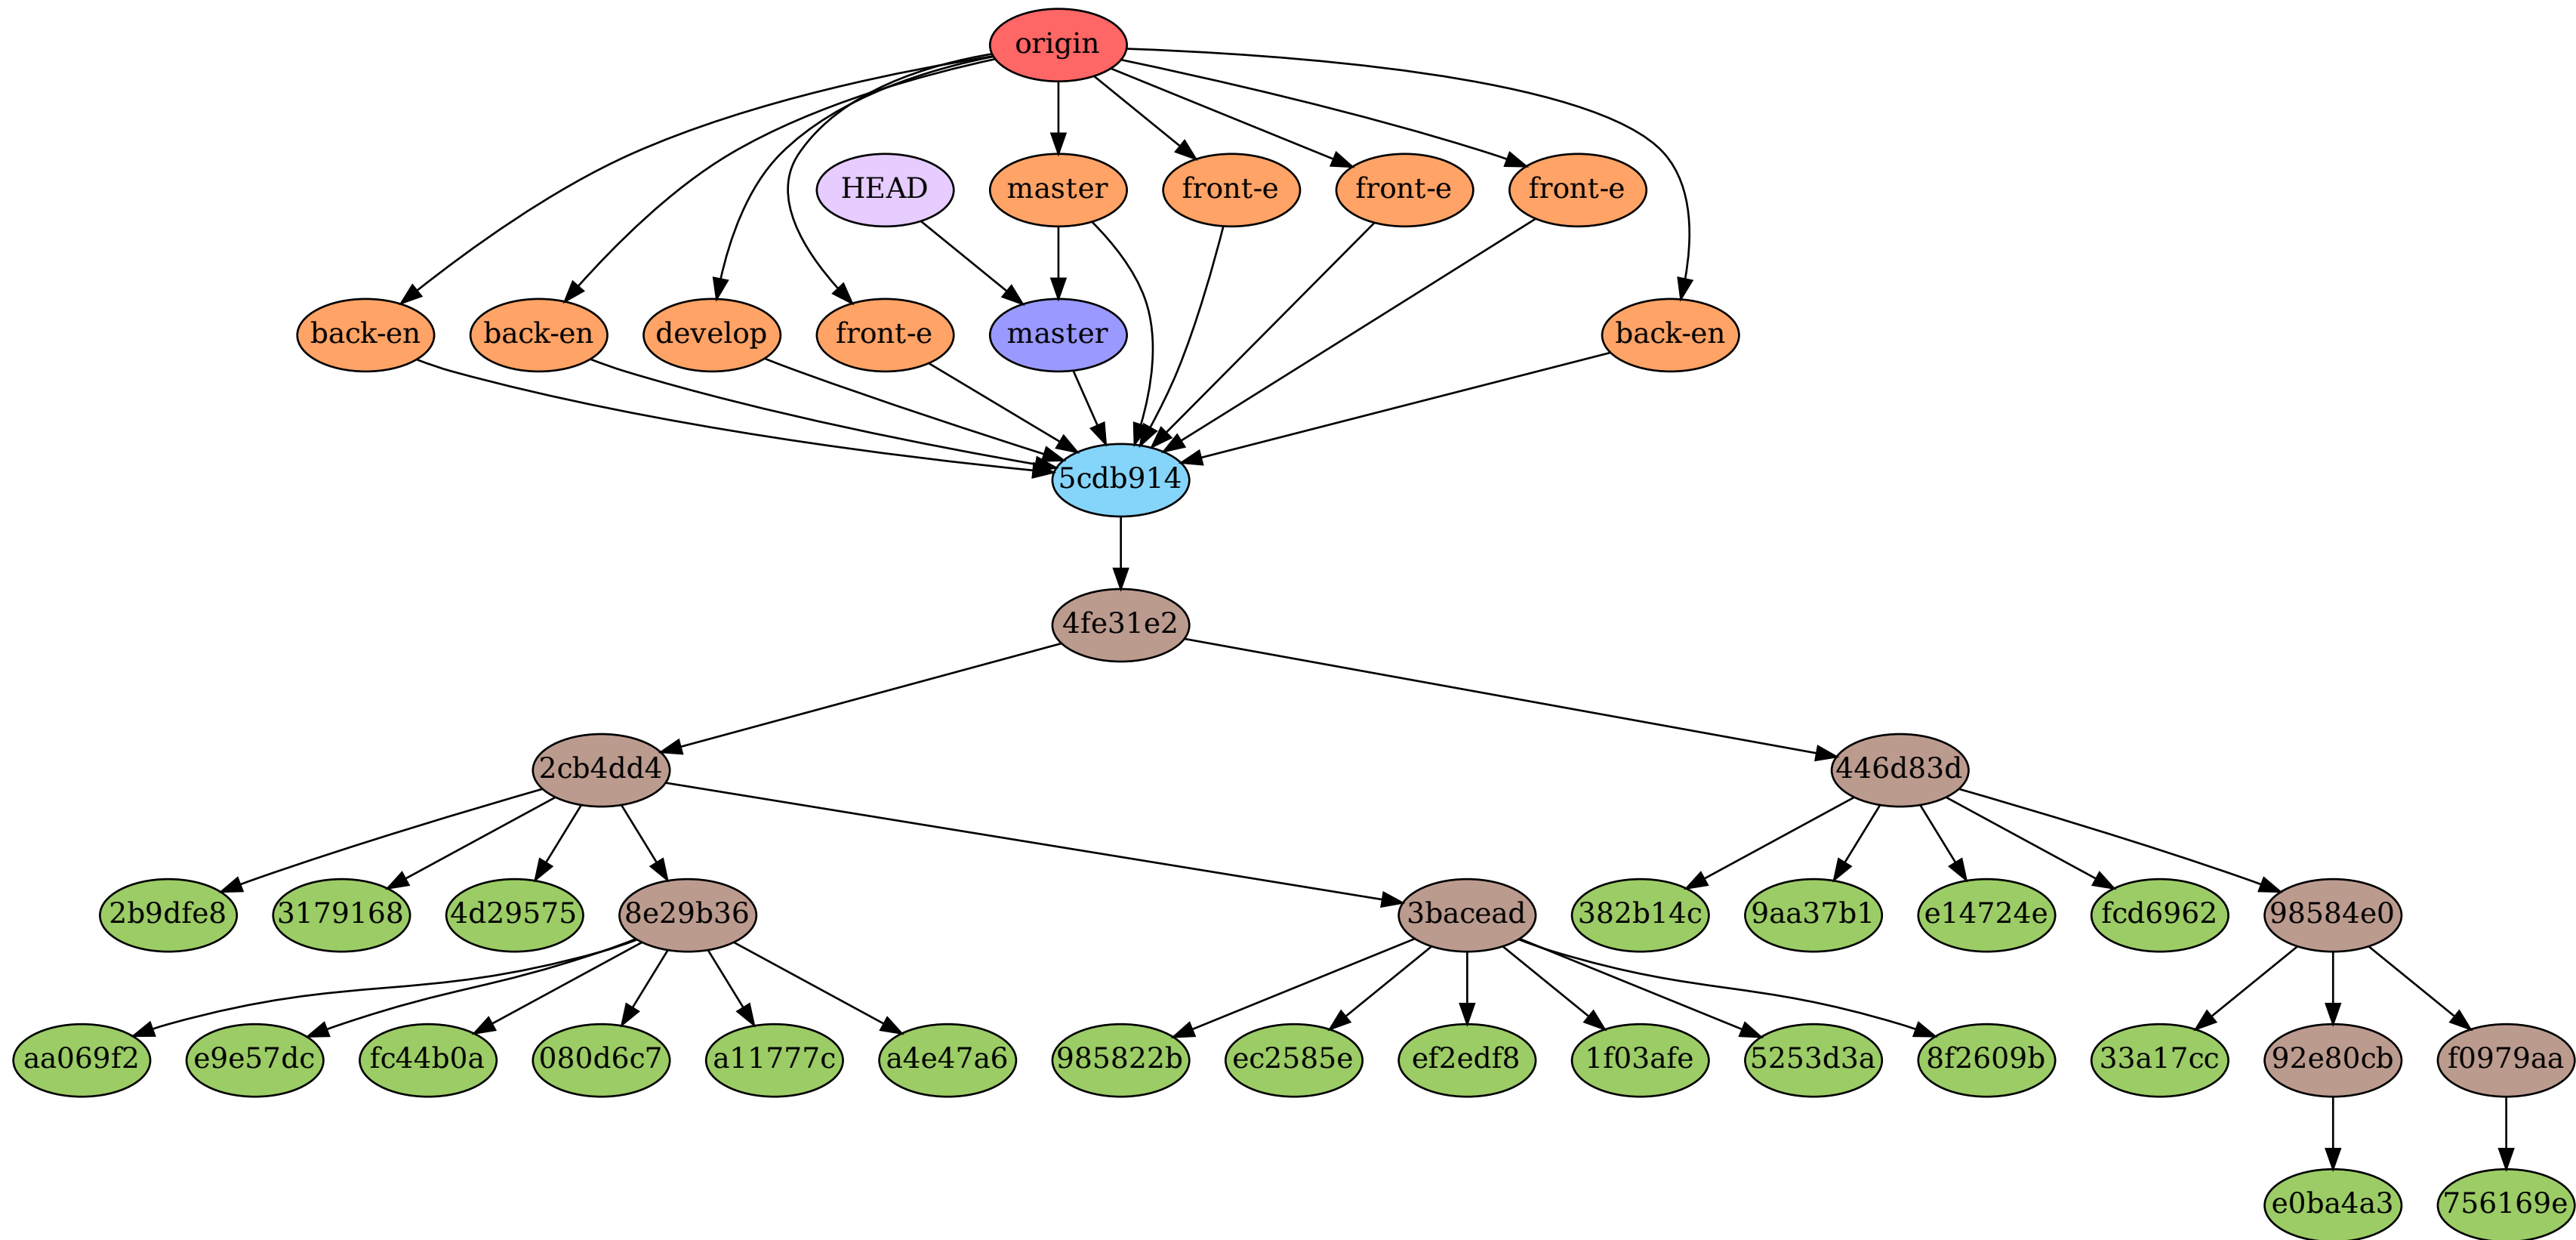 origin
HEAD
master
front-e
front-e
front-e
back-en
back-en
develop
front-e
master
back-en
5cdb914
4fe31e2
2cb4dd4
446d83d
2b9dfe8
3179168
4d29575
8e29b36
3bacead
382b14c
9aa37b1
e14724e
fcd6962
98584e0
aa069f2
e9e57dc
fc44b0a
080d6c7
a11777c
a4e47a6
985822b
ec2585e
ef2edf8
1f03afe
5253d3a
8f2609b
33a17cc
92e80cb
f0979aa
e0ba4a3
756169e